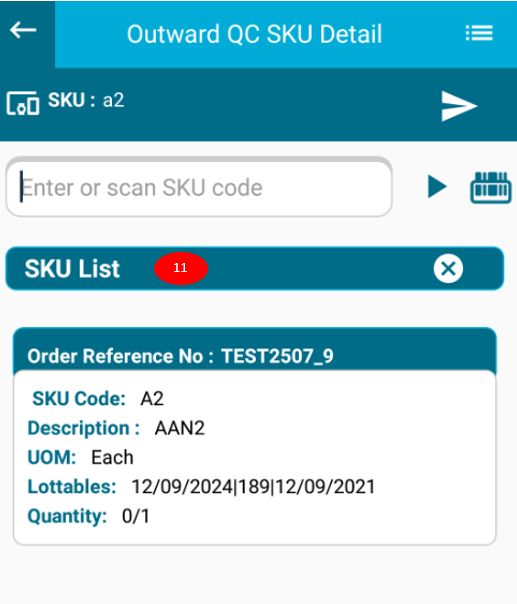 Outward QC SKU Detail
SKU : a2
Enter or scan SKU code
SKU List 11
Order Reference No : TEST2507_9
SKU Code: A2
Description : AAN2
UOM: Each
Lottables: 12/09/2024|189|12/09/2021
Quantity: 0/1